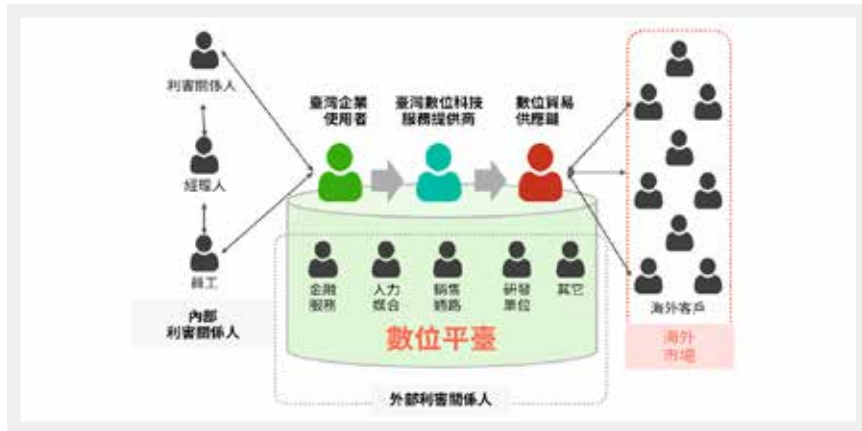 利害關係人
經理人
員工
內部
利害關係人
臺灣企業
使用者
臺灣數位科技
服務提供商
數位貿易
供應鏈
金融
服務
人力
媒合
銷售
通路
研發
單位
其它
數位平臺
外部利害關係人
海外客戶
海外
市場